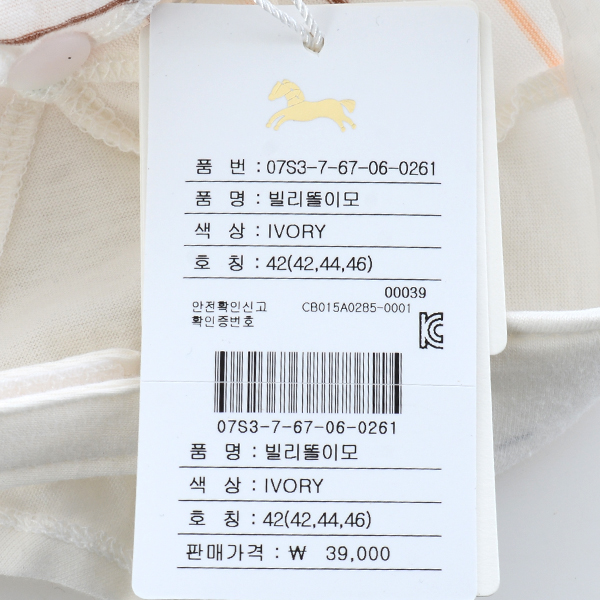 품 번 : 07S3-7-67-06-0261
품 명 : 빌리똘이모
색 상 : IVORY
호 칭 : 42(42,44,46)
00039
안전확인신고 CB015A0285-0001
확인증번호
07S3-7-67-06-0261
품 명 : 빌리똘이모
색 상 : IVORY
호 칭 : 42(42,44,46)
판매가격 : ₩ 39,000